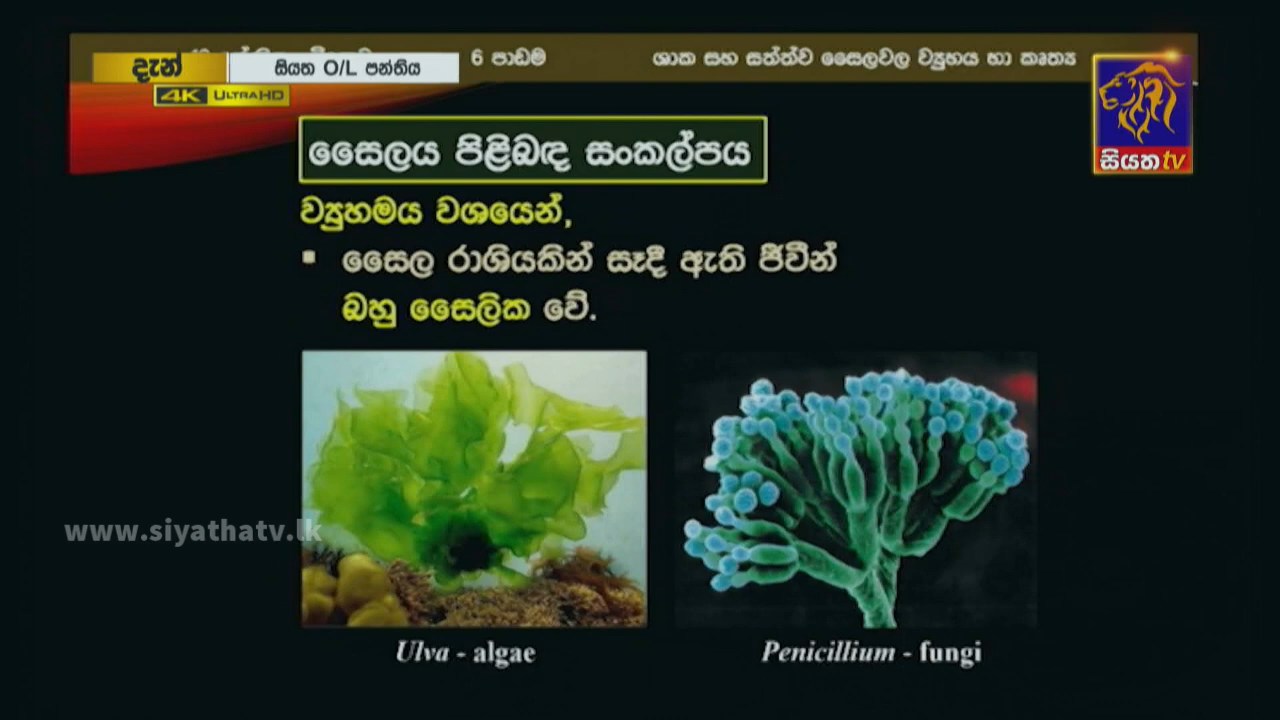 6 පාඩම ශාක සහ සත්ත්ව සෛලවල ව්‍යුහය හා කෘත්‍ය
දැන් සියත O/L පන්තිය
4K ULTRA HD
සියත tv
සෛලය පිළිබඳ සංකල්පය
ව්‍යුහමය වශයෙන්,
▪ සෛල රාශියකින් සෑදී ඇති ජීවීන්
බහු සෛලික වේ.
www.siyathatv.lk
Ulva - algae
Penicillium - fungi